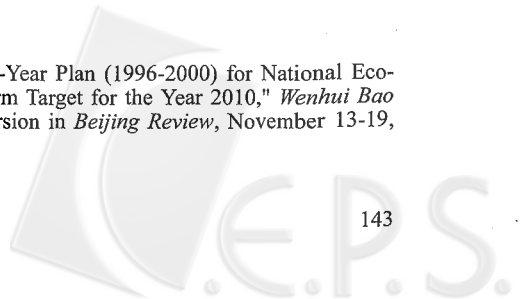 -Year Plan (1996-2000) for National Eco-
rm Target for the Year 2010," Wenhui Bao
rsion in Beijing Review, November 13-19,
143
C.E.P.S.